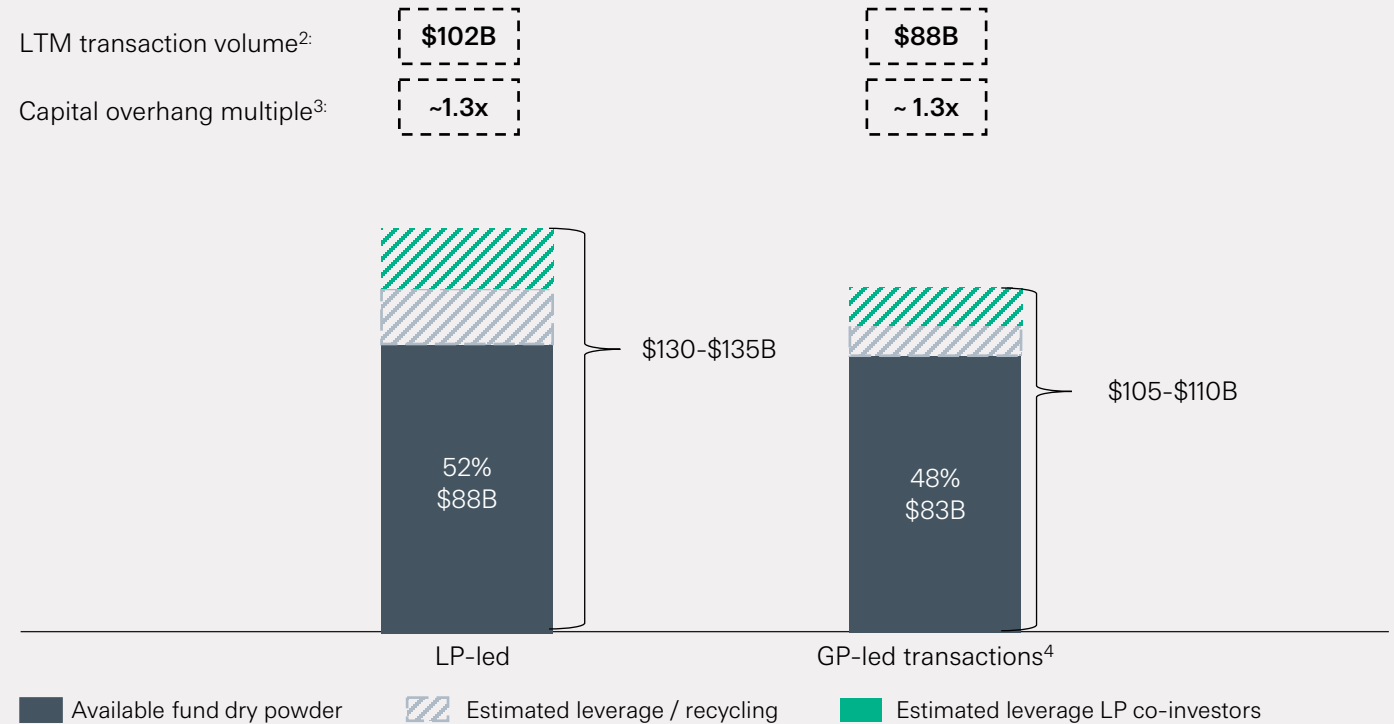 LTM transaction volume2: $102B $88B
Capital overhang multiple3: ~1.3x ~ 1.3x
$130-$135B
$105-$110B
52%
$88B
48%
$83B
LP-led GP-led transactions4
Available fund dry powder Estimated leverage / recycling Estimated leverage LP co-investors